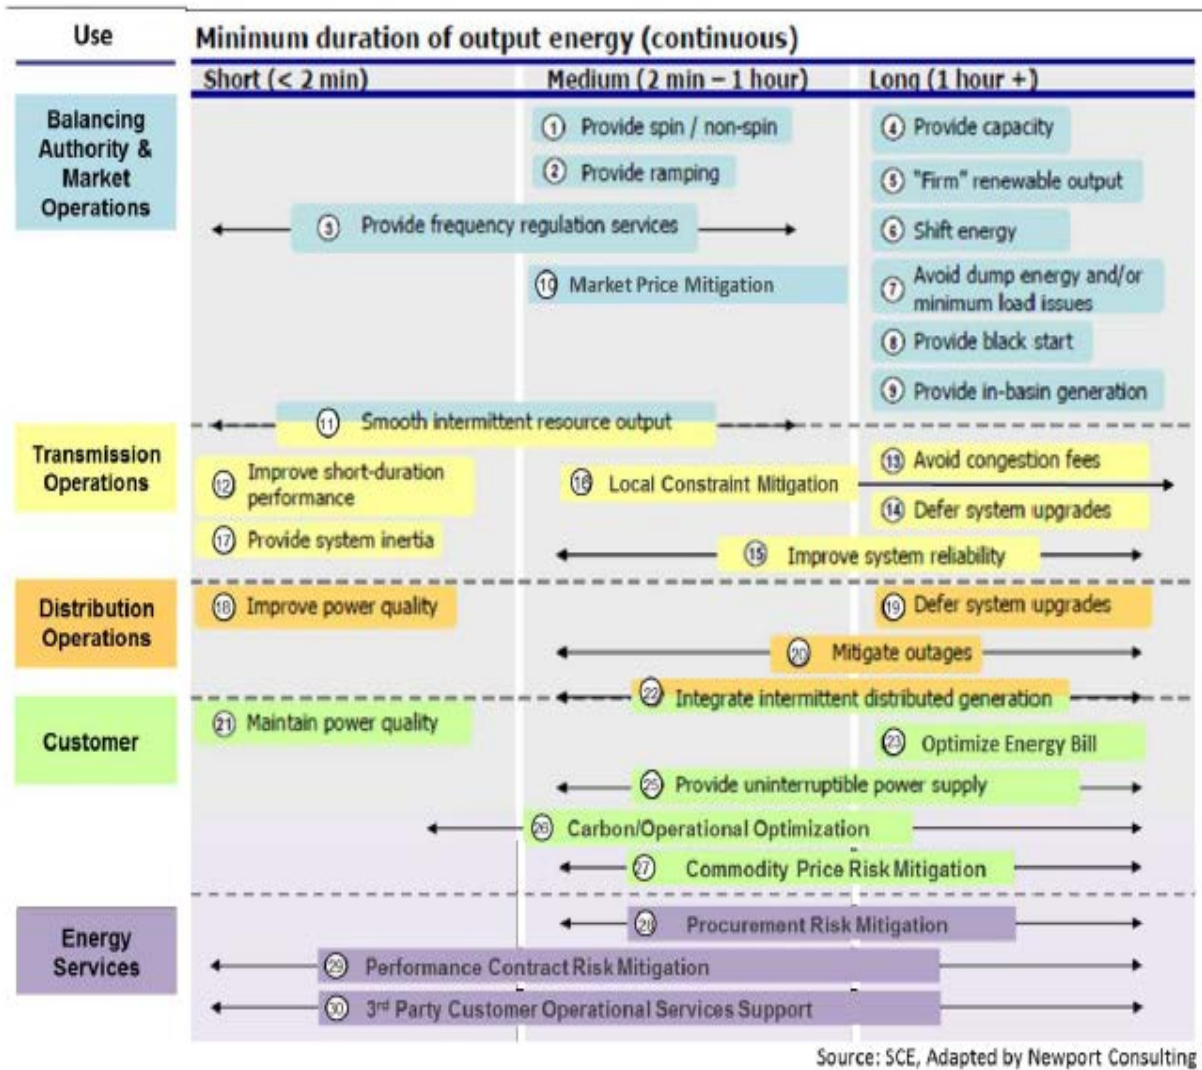 Use
Minimum duration of output energy (continuous)
Short (< 2 min)
Medium (2 min – 1 hour)
Long (1 hour +)
Balancing
Authority &
Market
Operations
1 Provide spin / non-spin
2 Provide ramping
3 Provide frequency regulation services
10 Market Price Mitigation
4 Provide capacity
5 "Firm" renewable output
6 Shift energy
7 Avoid dump energy and/or
minimum load issues
8 Provide black start
9 Provide in-basin generation
11 Smooth intermittent resource output
Transmission
Operations
12 Improve short-duration
performance
17 Provide system inertia
16 Local Constraint Mitigation
13 Avoid congestion fees
14 Defer system upgrades
15 Improve system reliability
Distribution
Operations
18 Improve power quality
19 Defer system upgrades
20 Mitigate outages
22 Integrate intermittent distributed generation
Customer
21 Maintain power quality
23 Optimize Energy Bill
25 Provide uninterruptible power supply
26 Carbon/Operational Optimization
27 Commodity Price Risk Mitigation
Energy
Services
28 Procurement Risk Mitigation
29 Performance Contract Risk Mitigation
30 3rd Party Customer Operational Services Support
Source: SCE, Adapted by Newport Consulting